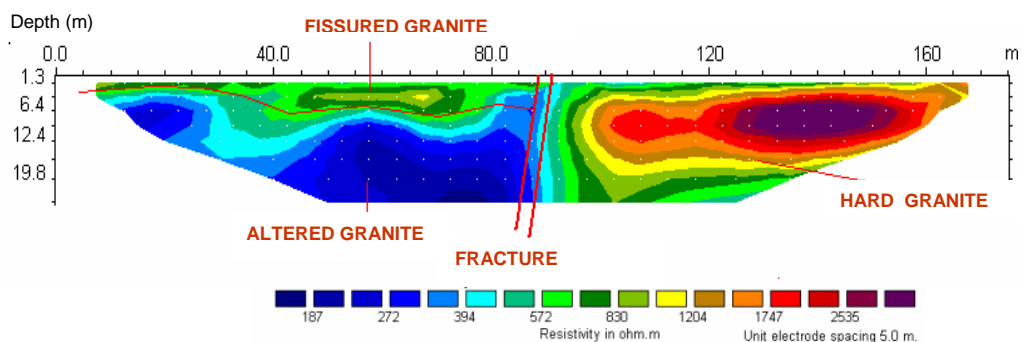 Depth (m)
FISSURED GRANITE
0.0 40.0 80.0 120 160 m
1.3
6.4
12.4
19.8
HARD GRANITE
ALTERED GRANITE
FRACTURE
187 272 394 572 830 1204 1747 2535
Resistivity in ohm.m Unit electrode spacing 5.0 m.